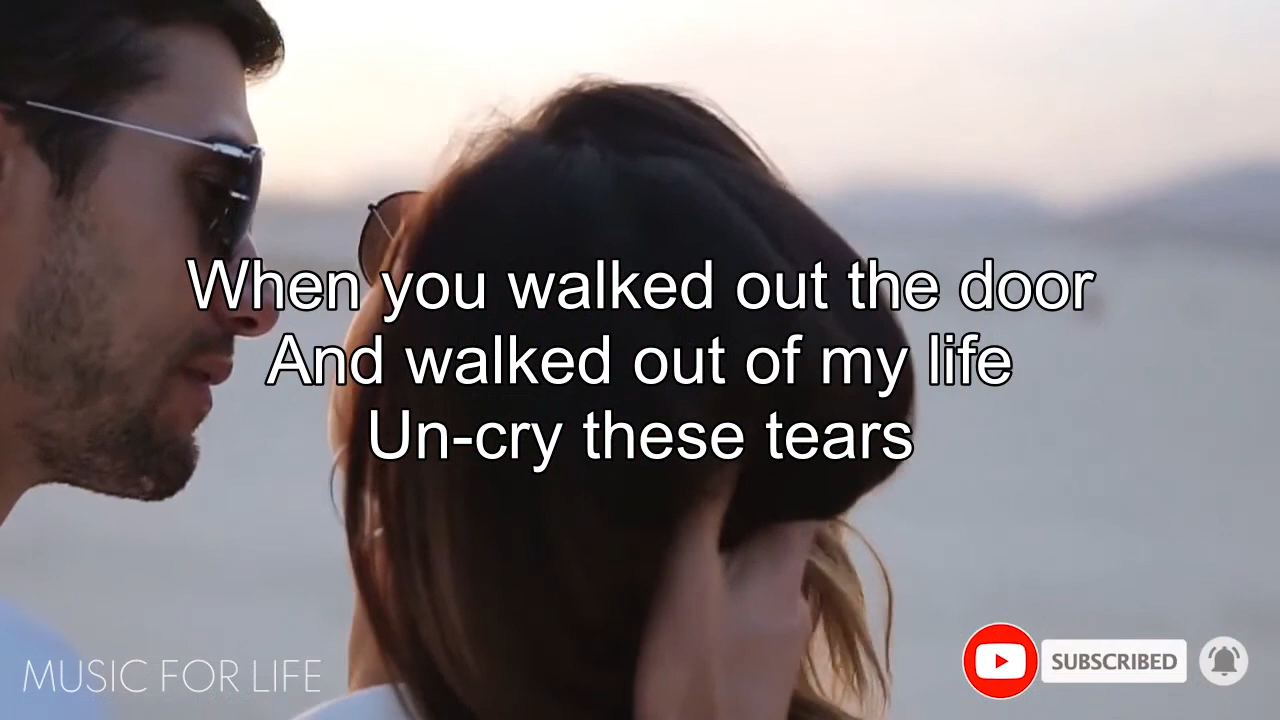 When you walked out the door
And walked out of my life
Un-cry these tears
MUSIC FOR LIFE
SUBSCRIBED